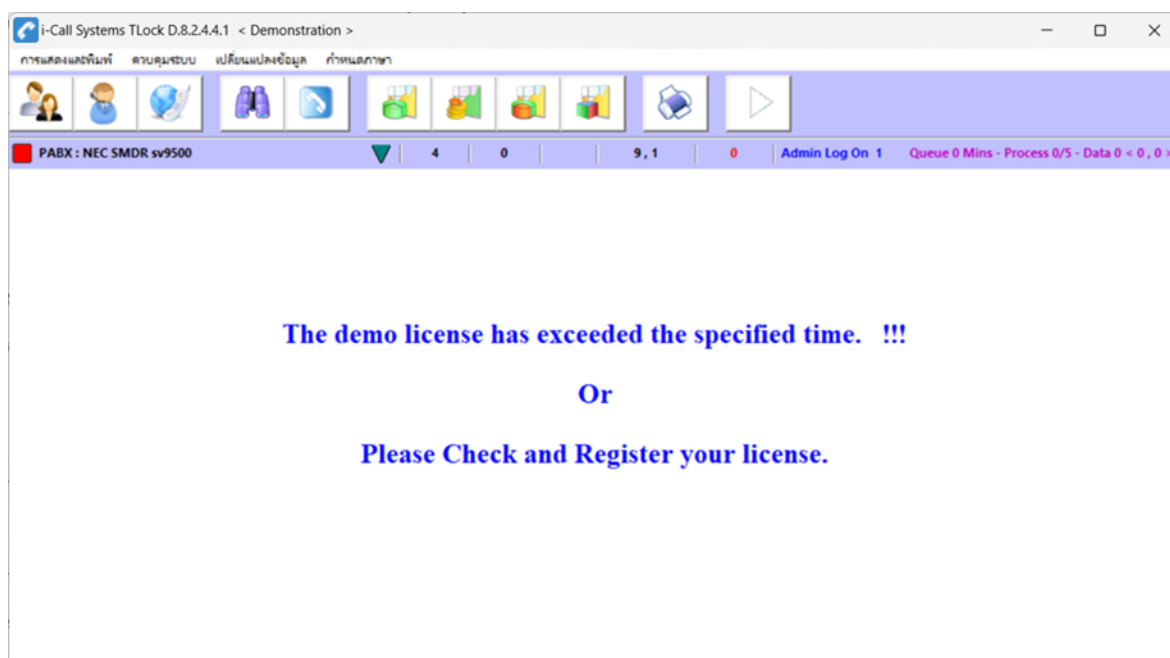 i-Call Systems TLock D.8.2.4.4.1 < Demonstration >
การแสดงและพิมพ์ ควบคุมระบบ เปลี่ยนแปลงข้อมูล กำหนดภาษา
PABX : NEC SMDR sv9500 4 0 9 , 1 0 Admin Log On 1 Queue 0 Mins - Process 0/5 - Data 0 < 0 , 0 >
The demo license has exceeded the specified time. !!!
Or
Please Check and Register your license.